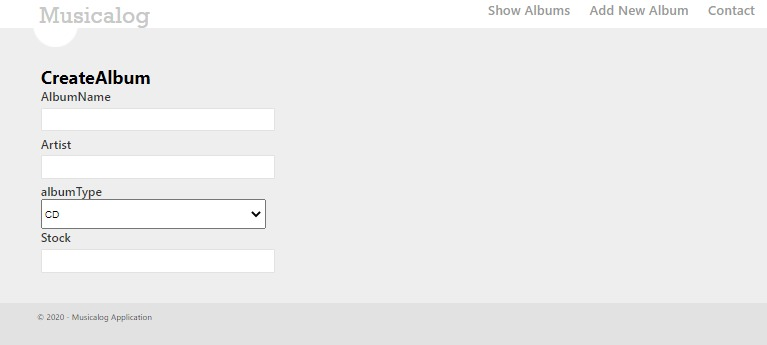 Musicalog
Show Albums Add New Album Contact
CreateAlbum
AlbumName
Artist
albumType
CD
Stock
© 2020 - Musicalog Application